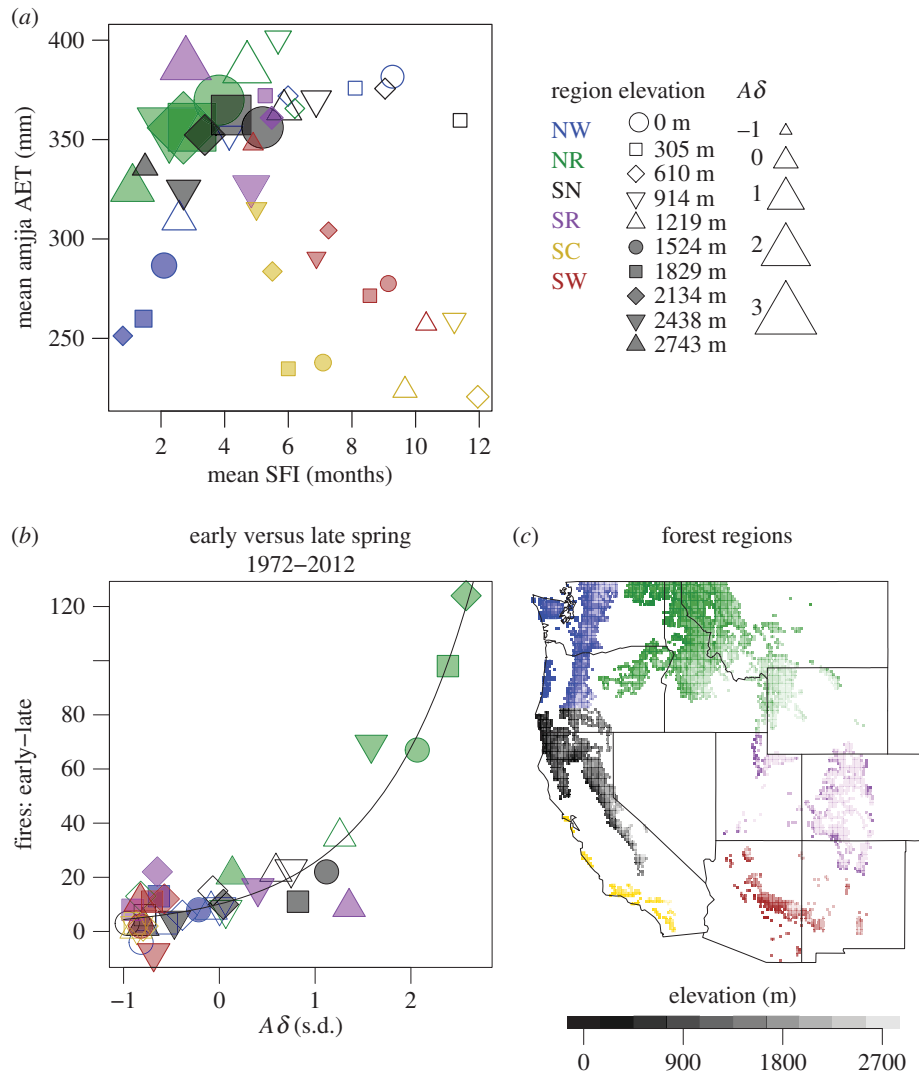 (a)
400
350
300
250
mean amjja AET (mm)
2 4 6 8 10 12
mean SFI (months)
region elevation Aδ
NW
NR
SN
SR
SC
SW
0 m
305 m
610 m
914 m
1219 m
1524 m
1829 m
2134 m
2438 m
2743 m
−1
0
1
2
3
(b) early versus late spring
1972–2012
120
80
60
40
20
0
fires: early–late
−1 0 1 2
Aδ (s.d.)
(c) forest regions
elevation (m)
0 900 1800 2700